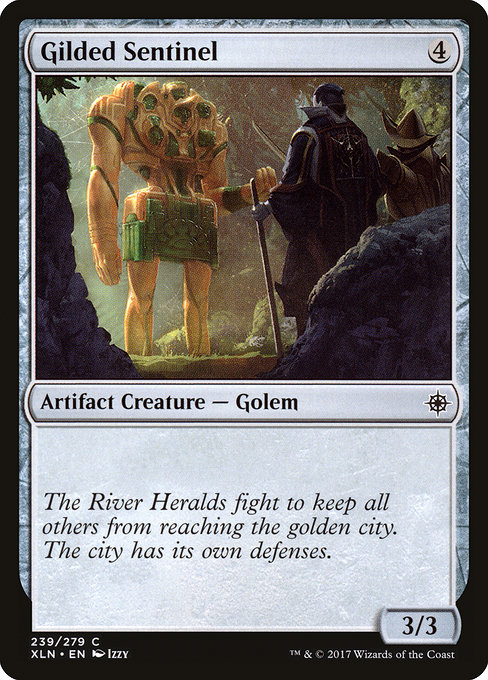 Gilded Sentinel 4
Artifact Creature — Golem
The River Heralds fight to keep all
others from reaching the golden city.
The city has its own defenses.
3/3
239/279 C
XLN • EN Izzy
™ & © 2017 Wizards of the Coast